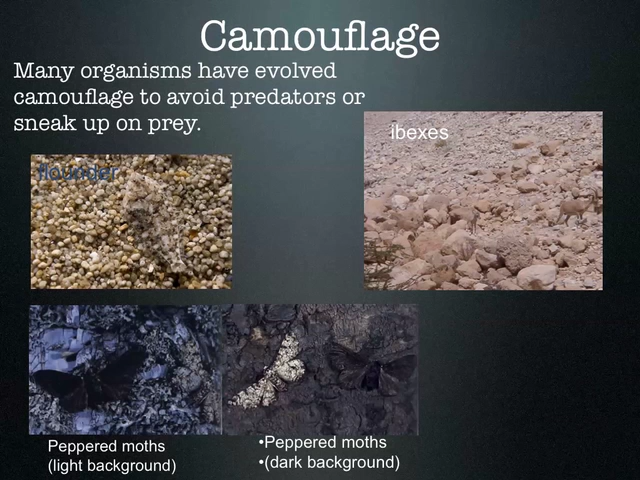 Camouflage
Many organisms have evolved
camouflage to avoid predators or
sneak up on prey.
ibexes
flounder
Peppered moths
(light background)
•Peppered moths
•(dark background)